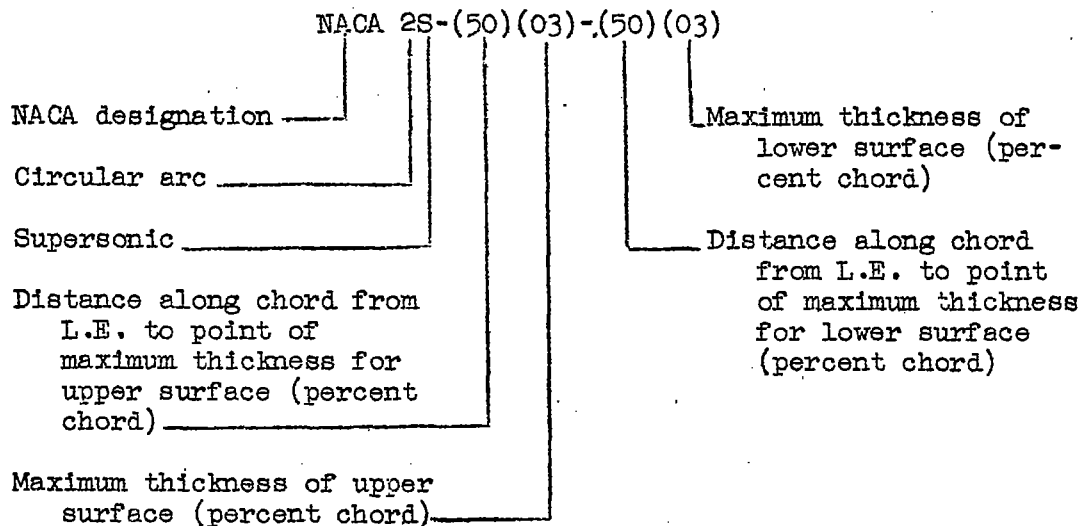 NACA 2S-(50)(03)-(50)(03)
NACA designation
Circular arc
Supersonic
Distance along chord from
L.E. to point of
maximum thickness for
upper surface (percent
chord)
Maximum thickness of upper
surface (percent chord)
Maximum thickness of
lower surface (per-
cent chord)
Distance along chord
from L.E. to point
of maximum thickness
for lower surface
(percent chord)